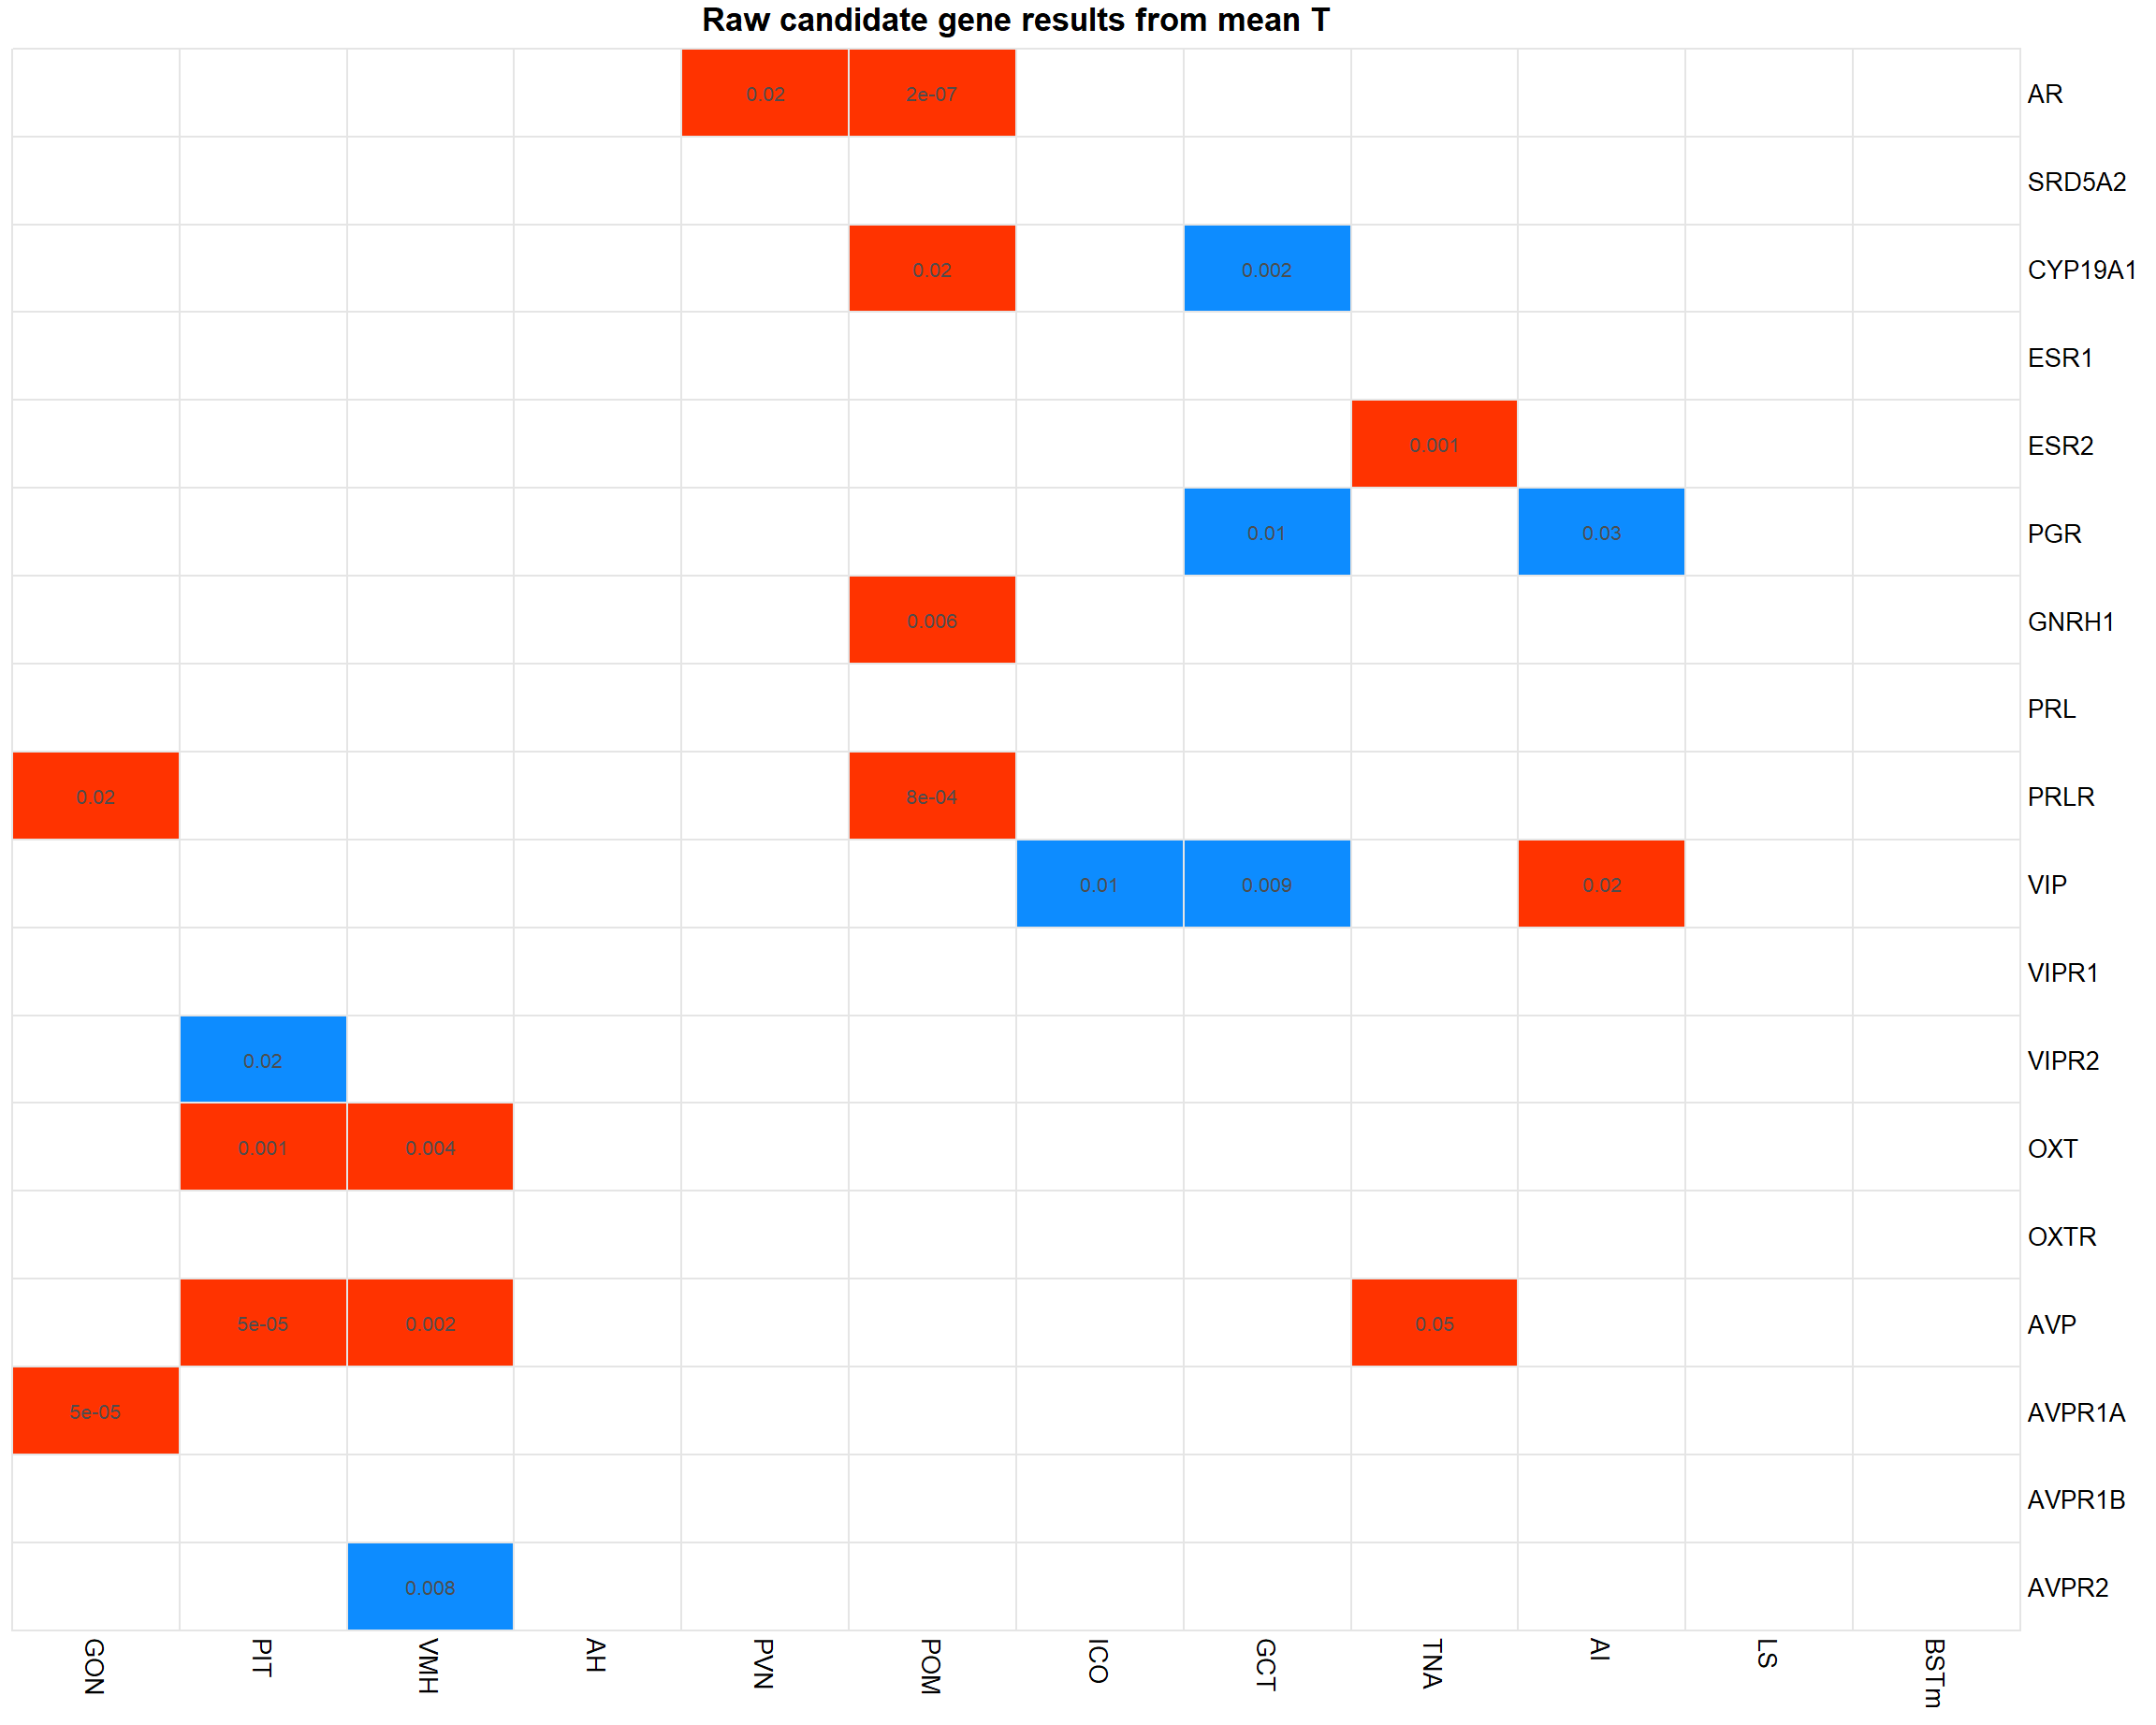 Raw candidate gene results from mean T
0.02 2e-07 AR
SRD5A2
0.02 0.002 CYP19A1
ESR1
0.001 ESR2
0.01 0.03 PGR
0.006 GNRH1
PRL
0.02 8e-04 PRLR
0.01 0.009 0.02 VIP
VIPR1
0.02 VIPR2
0.001 0.004 OXT
OXTR
5e-05 0.002 0.05 AVP
5e-05 AVPR1A
AVPR1B
0.008 AVPR2
GON PIT VMH AH PVN POM ICO GCT TNA AI LS BSTm